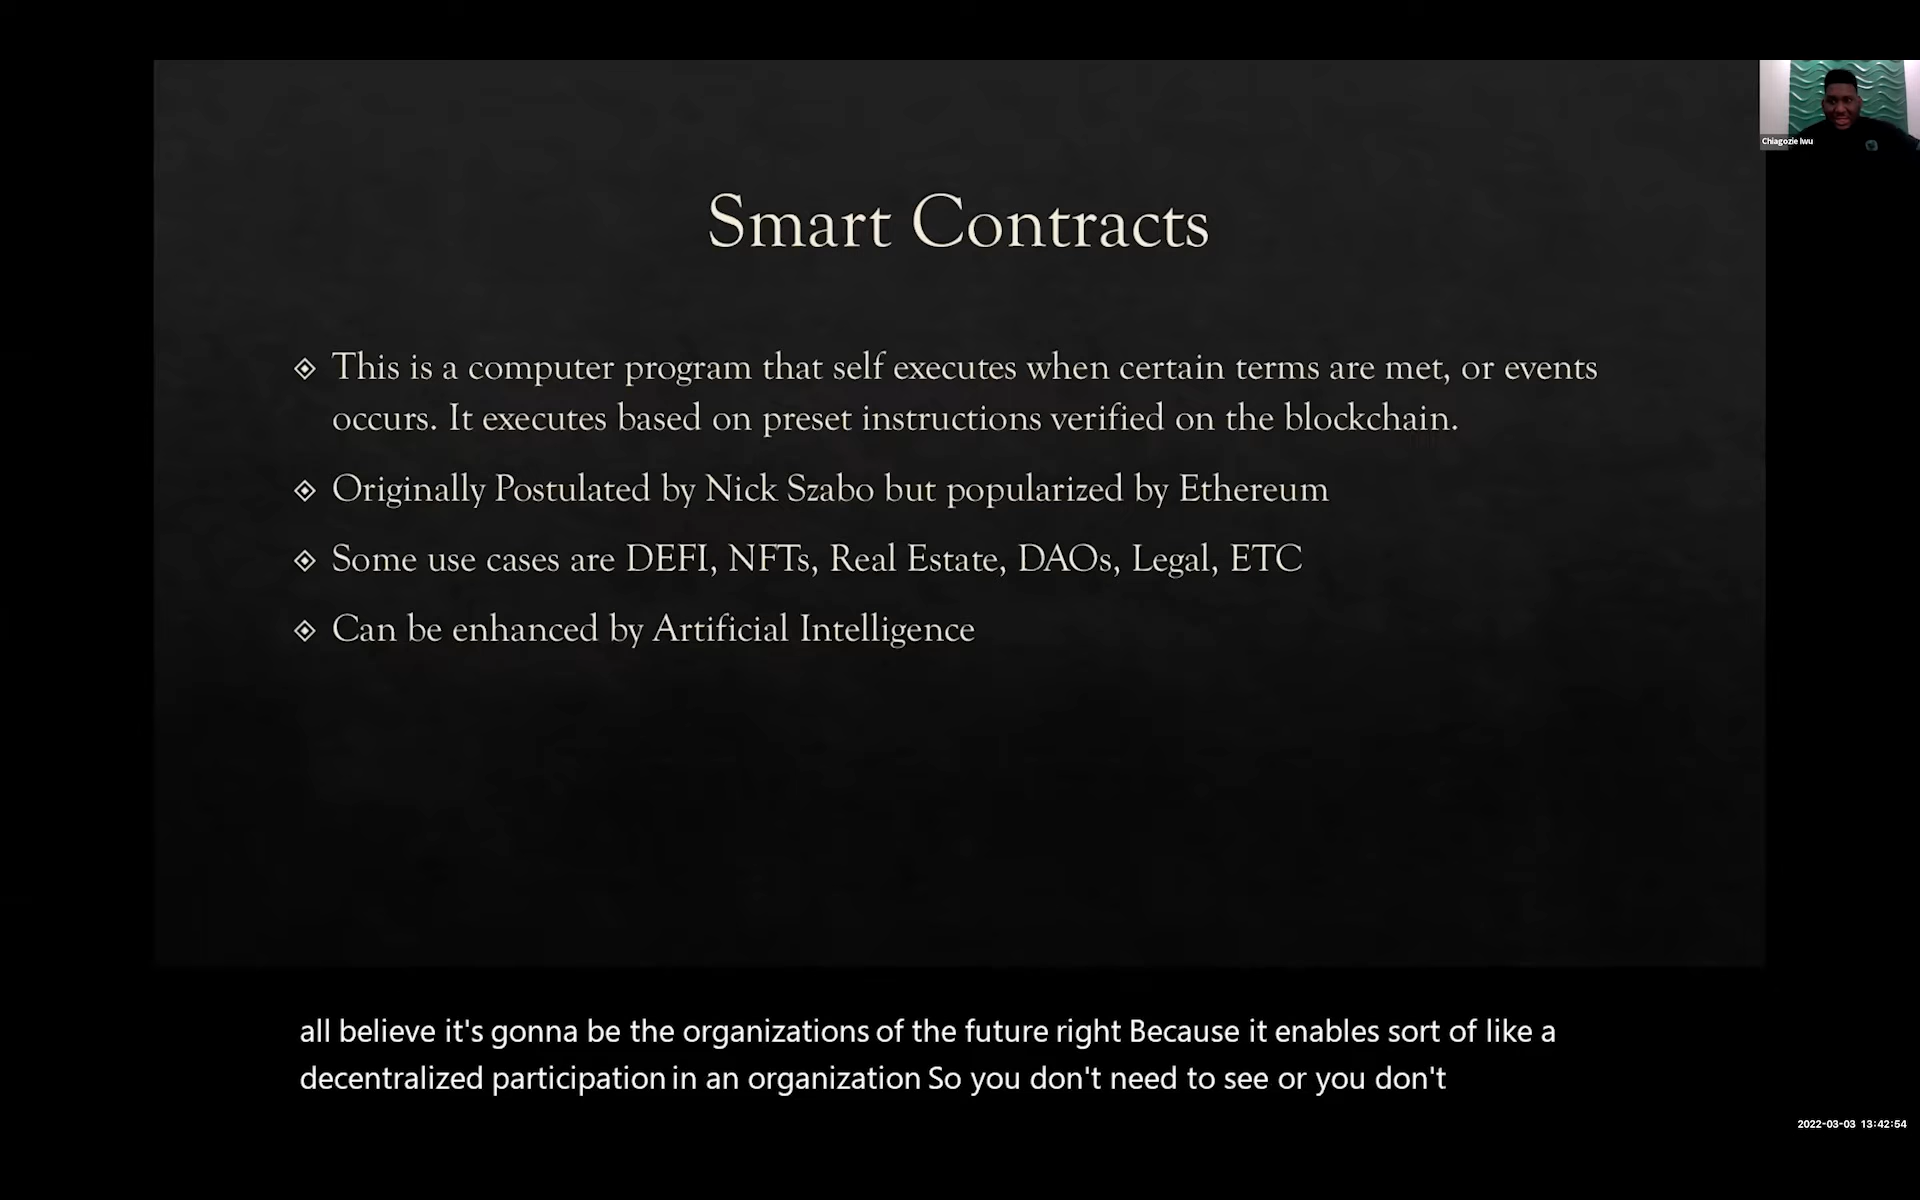 Chiagozie Iwu
Smart Contracts
This is a computer program that self executes when certain terms are met, or events
occurs. It executes based on preset instructions verified on the blockchain.
Originally Postulated by Nick Szabo but popularized by Ethereum
Some use cases are DEFI, NFTs, Real Estate, DAOs, Legal, ETC
Can be enhanced by Artificial Intelligence
all believe it's gonna be the organizations of the future right Because it enables sort of like a
decentralized participation in an organization So you don't need to see or you don't
2022-03-03 13:42:54